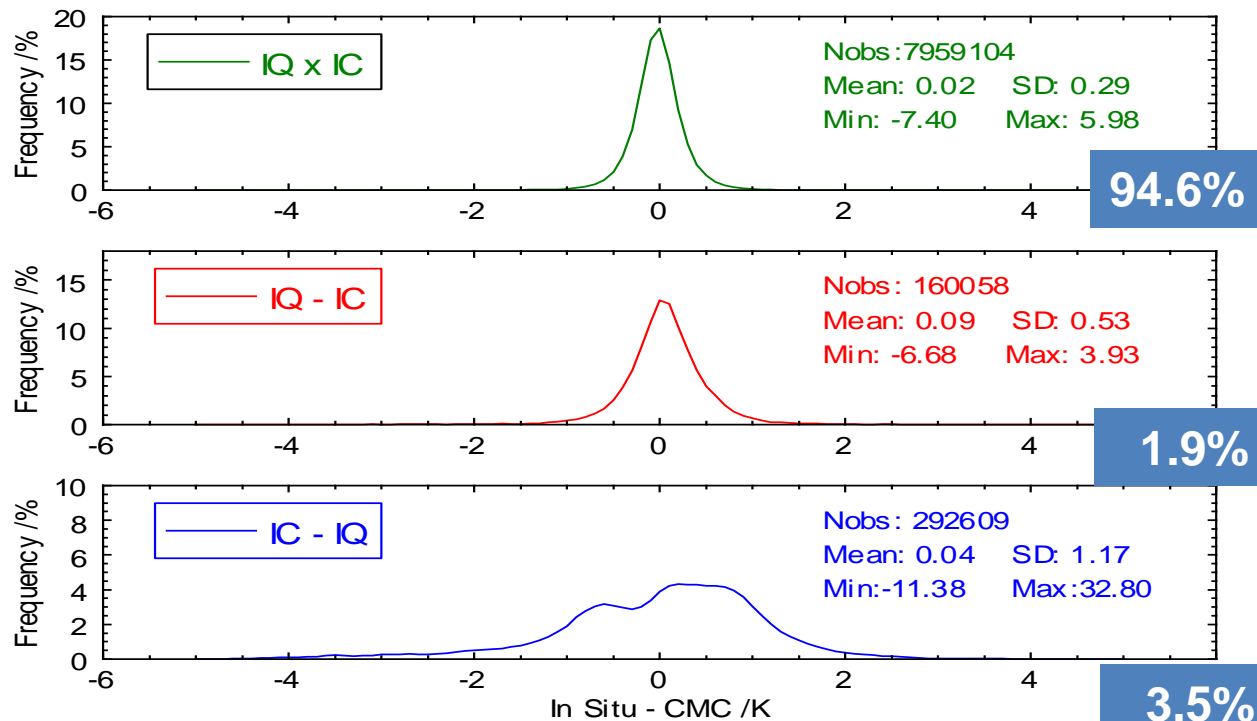 Frequency /%
20
15
10
5
0
IQ x IC
Nobs:7959104
Mean: 0.02 SD: 0.29
Min: -7.40 Max: 5.98
94.6%
-6 -4 -2 0 2 4
Frequency /%
15
10
5
0
IQ - IC
Nobs: 160058
Mean: 0.09 SD: 0.53
Min: -6.68 Max: 3.93
1.9%
-6 -4 -2 0 2 4
Frequency /%
10
8
6
4
2
0
IC - IQ
Nobs: 292609
Mean: 0.04 SD: 1.17
Min:-11.38 Max:32.80
3.5%
-6 -4 -2 0 2 4
In Situ - CMC /K